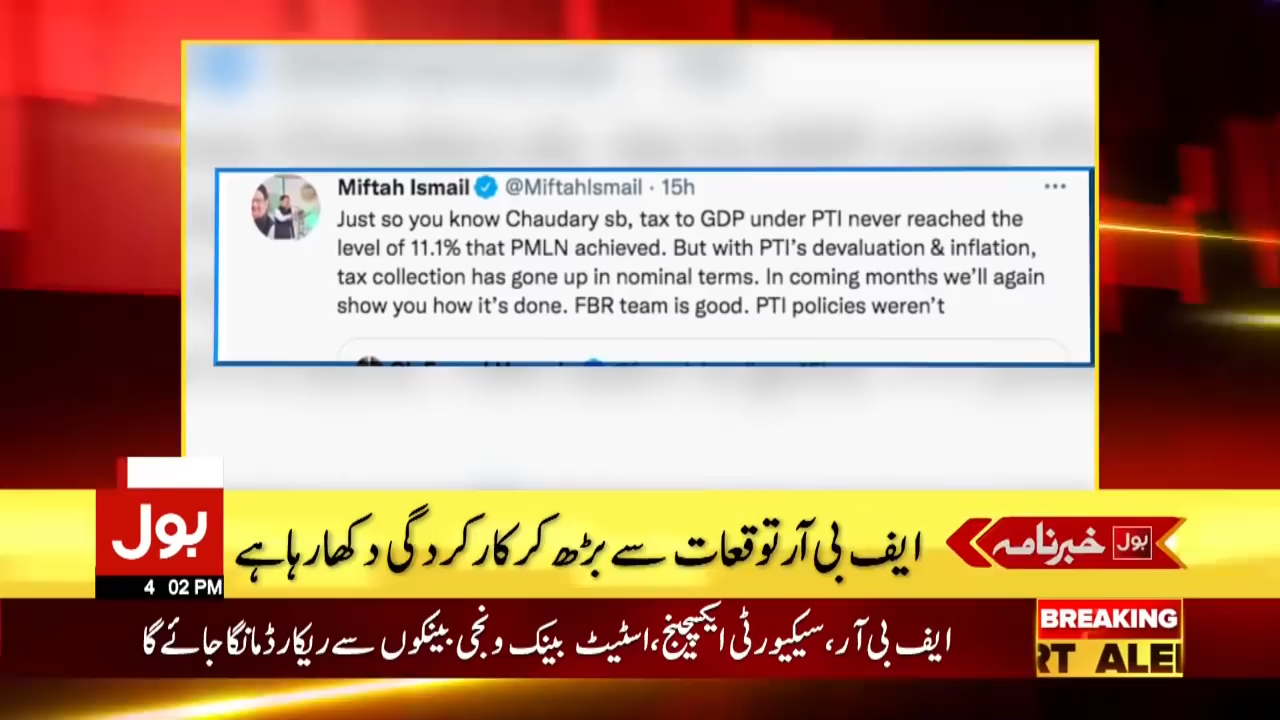 Miftah Ismail @MiftahIsmail · 15h
Just so you know Chaudary sb, tax to GDP under PTI never reached the
level of 11.1% that PMLN achieved. But with PTI's devaluation & inflation,
tax collection has gone up in nominal terms. In coming months we'll again
show you how it's done. FBR team is good. PTI policies weren't
بول خبرنامہ
ایف بی آر توقعات سے بڑھ کر کارکردگی دکھا رہا ہے
بول
4 02 PM
BREAKING
ایف بی آر، سیکیورٹی ایکسچینج، اسٹیٹ بینک و نجی بینکوں سے ریکارڈ مانگا جائے گا
RT ALE